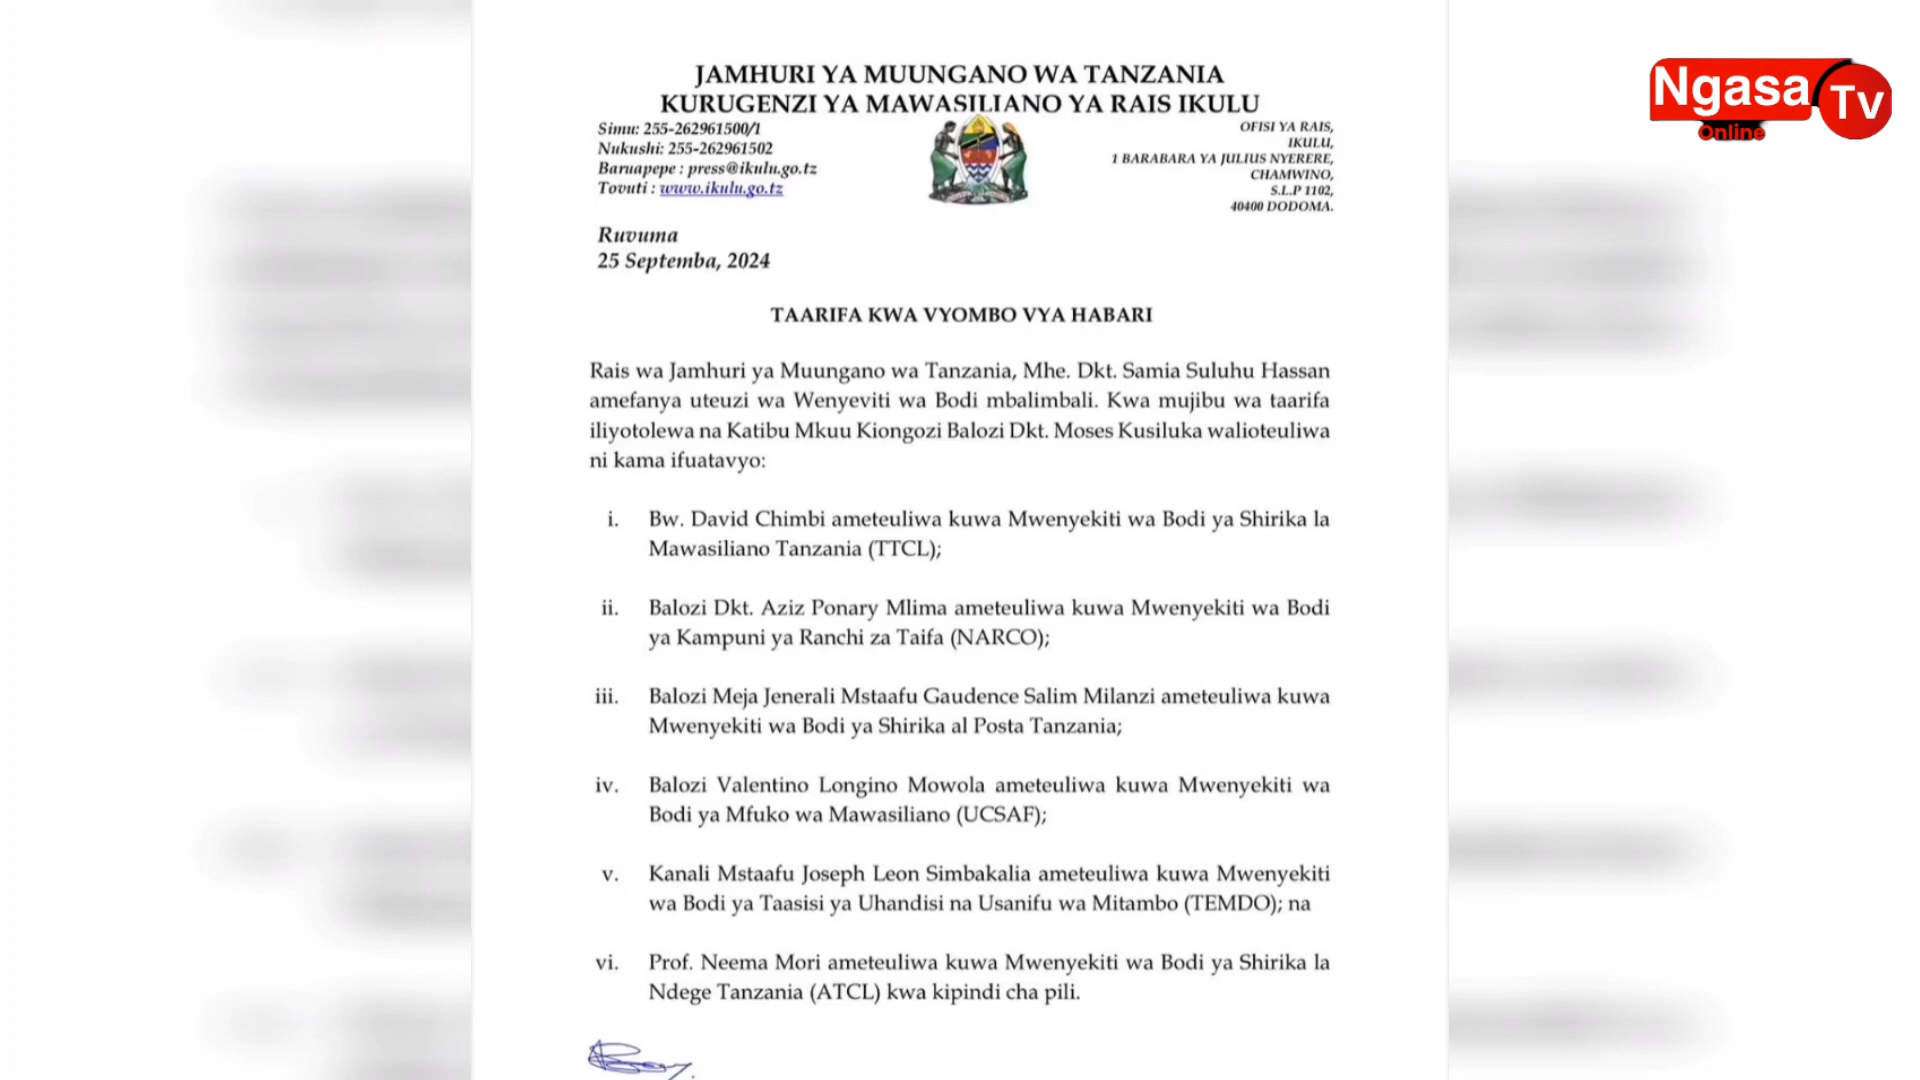 JAMHURI YA MUUNGANO WA TANZANIA
KURUGENZI YA MAWASILIANO YA RAIS IKULU
Simu: 255-262961500/1
Nukushi: 255-262961502
Baruapepe : press@ikulu.go.tz
Tovuti : www.ikulu.go.tz
OFISI YA RAIS,
IKULU,
1 BARABARA YA JULIUS NYERERE,
CHAMWINO,
S.L.P 1102,
40400 DODOMA.
Ngasa Tv
Online
Ruvuma
25 Septemba, 2024
TAARIFA KWA VYOMBO VYA HABARI
Rais wa Jamhuri ya Muungano wa Tanzania, Mhe. Dkt. Samia Suluhu Hassan
amefanya uteuzi wa Wenyeviti wa Bodi mbalimbali. Kwa mujibu wa taarifa
iliyotolewa na Katibu Mkuu Kiongozi Balozi Dkt. Moses Kusiluka walioteuliwa
ni kama ifuatavyo:
i. Bw. David Chimbi ameteuliwa kuwa Mwenyekiti wa Bodi ya Shirika la
Mawasiliano Tanzania (TTCL);
ii. Balozi Dkt. Aziz Ponary Mlima ameteuliwa kuwa Mwenyekiti wa Bodi
ya Kampuni ya Ranchi za Taifa (NARCO);
iii. Balozi Meja Jenerali Mstaafu Gaudence Salim Milanzi ameteuliwa kuwa
Mwenyekiti wa Bodi ya Shirika al Posta Tanzania;
iv. Balozi Valentino Longino Mowola ameteuliwa kuwa Mwenyekiti wa
Bodi ya Mfuko wa Mawasiliano (UCSAF);
v. Kanali Mstaafu Joseph Leon Simbakalia ameteuliwa kuwa Mwenyekiti
wa Bodi ya Taasisi ya Uhandisi na Usanifu wa Mitambo (TEMDO); na
vi. Prof. Neema Mori ameteuliwa kuwa Mwenyekiti wa Bodi ya Shirika la
Ndege Tanzania (ATCL) kwa kipindi cha pili.